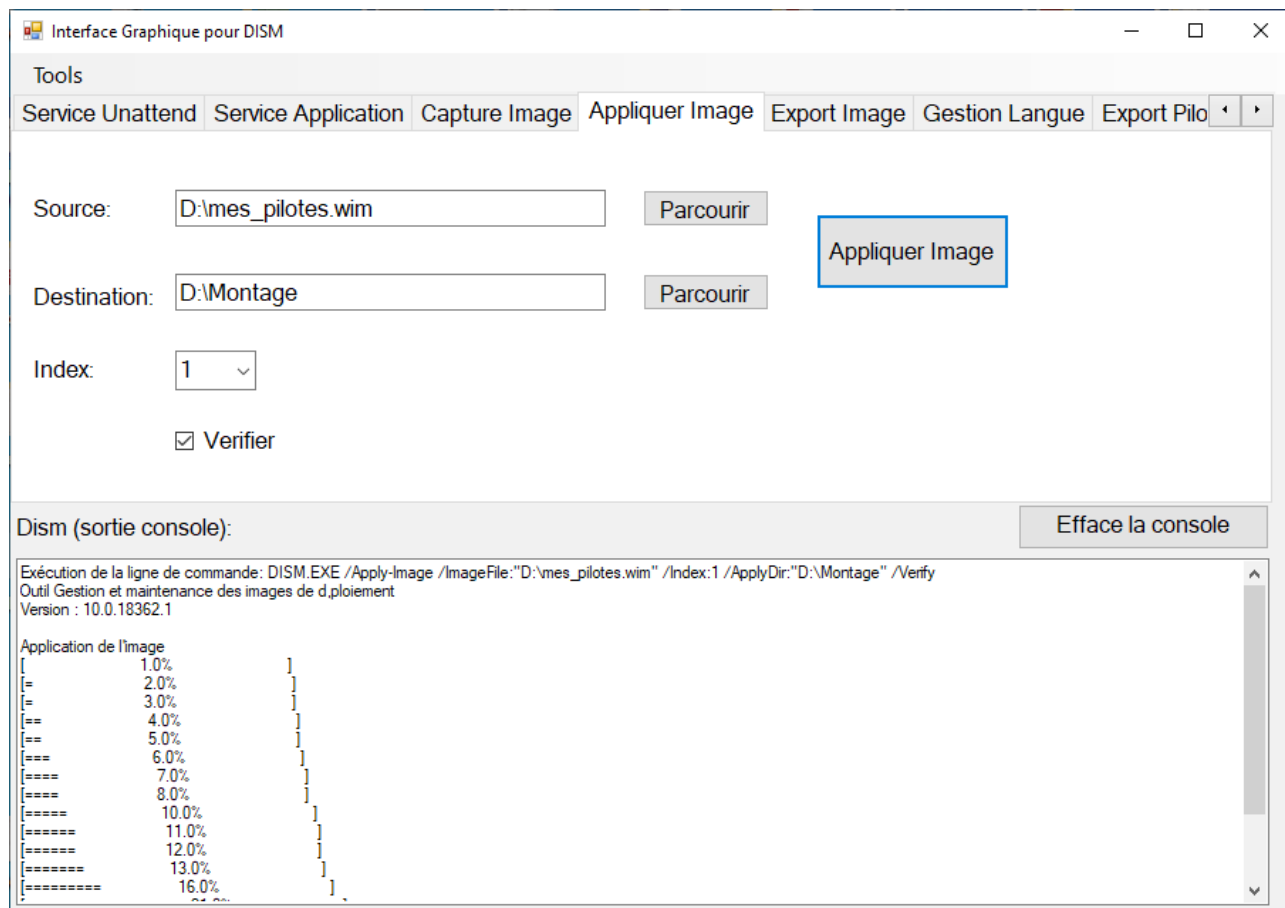 Interface Graphique pour DISM
Tools
Service Unattend Service Application Capture Image Appliquer Image Export Image Gestion Langue Export Pilo
Source: D:\mes_pilotes.wim Parcourir
Appliquer Image
Destination: D:\Montage Parcourir
Index: 1
Verifier
Dism (sortie console): Efface la console
Exécution de la ligne de commande: DISM.EXE /Apply-Image /ImageFile:"D:\mes_pilotes.wim" /Index:1 /ApplyDir:"D:\Montage" /Verify
Outil Gestion et maintenance des images de d‚ploiement
Version : 10.0.18362.1
Application de l'image
[ 1.0% ]
[= 2.0% ]
[= 3.0% ]
[== 4.0% ]
[== 5.0% ]
[=== 6.0% ]
[==== 7.0% ]
[==== 8.0% ]
[===== 10.0% ]
[====== 11.0% ]
[====== 12.0% ]
[======= 13.0% ]
[========= 16.0% ]